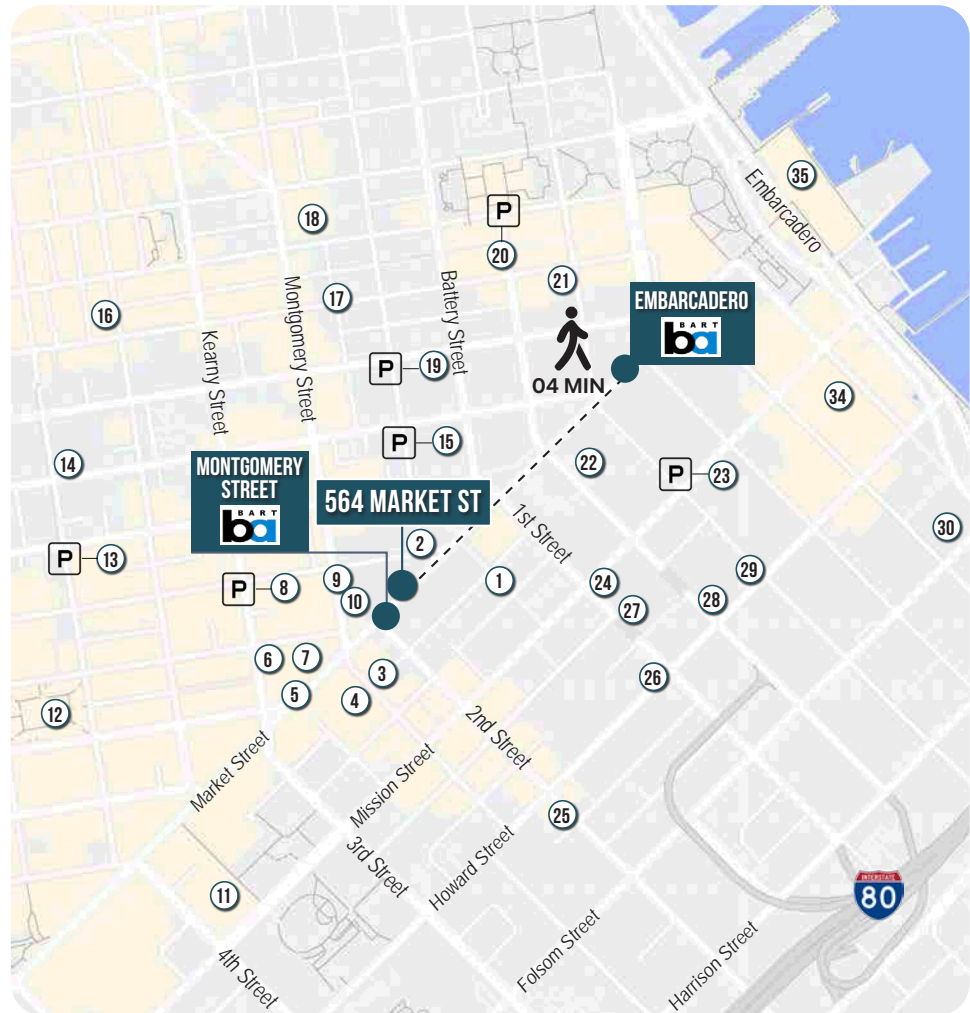 35
Embarcadero
P
18
20
21
Battery Street
17
Montgomery Street
16
EMBARCADERO
BART
ba
Kearny Street
P
19
04 MIN
34
P
15
14
MONTGOMERY
STREET
BART
ba
564 MARKET ST
22
P
23
1st Street
30
2
P
13
P
8
9
10
1
24
29
27
28
6
7
3
26
5
4
12
2nd Street
Market Street
Mission Street
25
3rd Street
Howard Street
11
INTERSTATE
80
4th Street
Folsom Street
Harrison Street